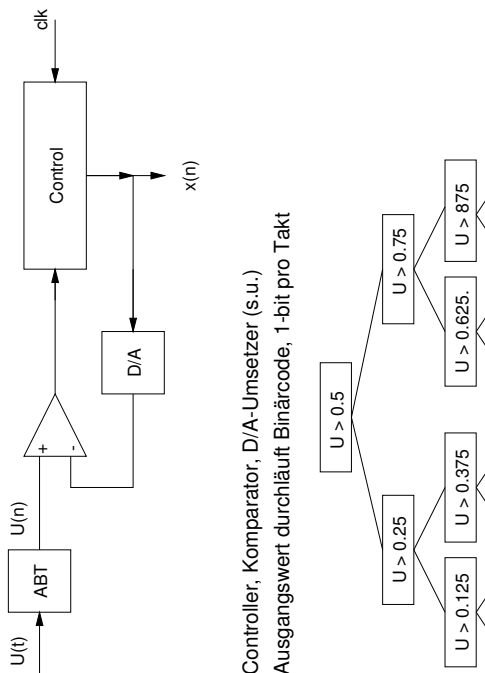 U(t)
ABT
U(n)
+
-
D/A
Control
clk
x(n)
Controller, Komparator, D/A-Umsetzer (s.u.)
Ausgangswert durchläuft Binärcode, 1-bit pro Takt
U > 0.5
U > 0.25
U > 0.75
U > 0.125
U > 0.375
U > 0.625.
U > 875